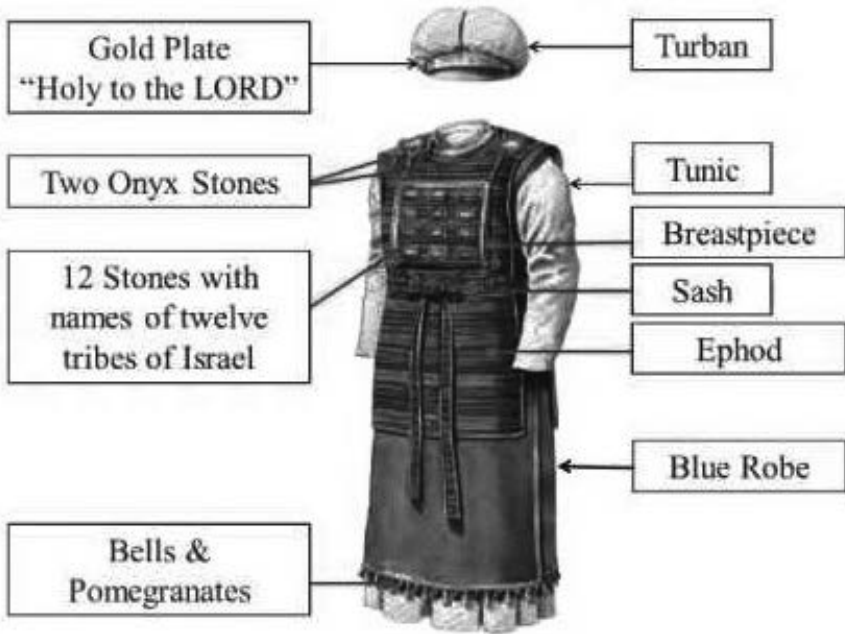 Gold Plate
“Holy to the LORD”
Turban
Two Onyx Stones
Tunic
Breastpiece
12 Stones with
names of twelve
tribes of Israel
Sash
Ephod
Blue Robe
Bells &
Pomegranates